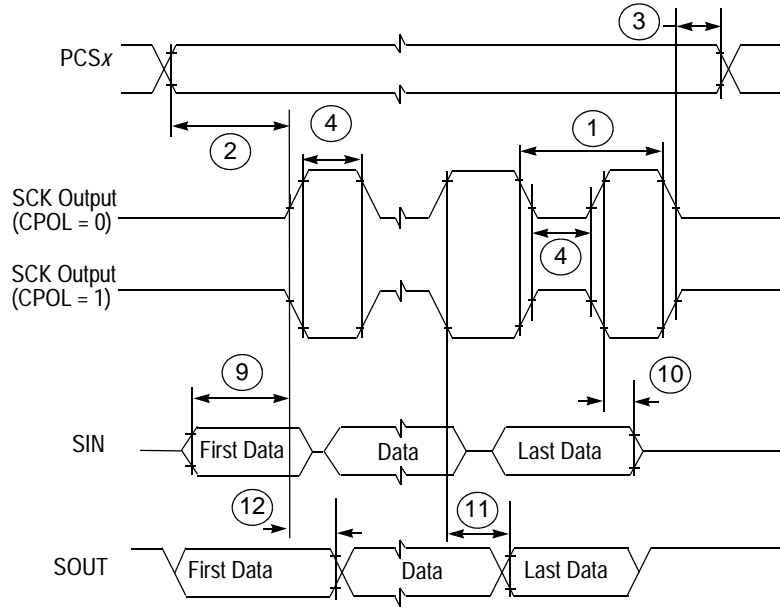 3
PCSx
2
4
1
SCK Output
(CPOL = 0)
4
SCK Output
(CPOL = 1)
9
10
SIN
First Data
Data
Last Data
12
11
SOUT
First Data
Data
Last Data